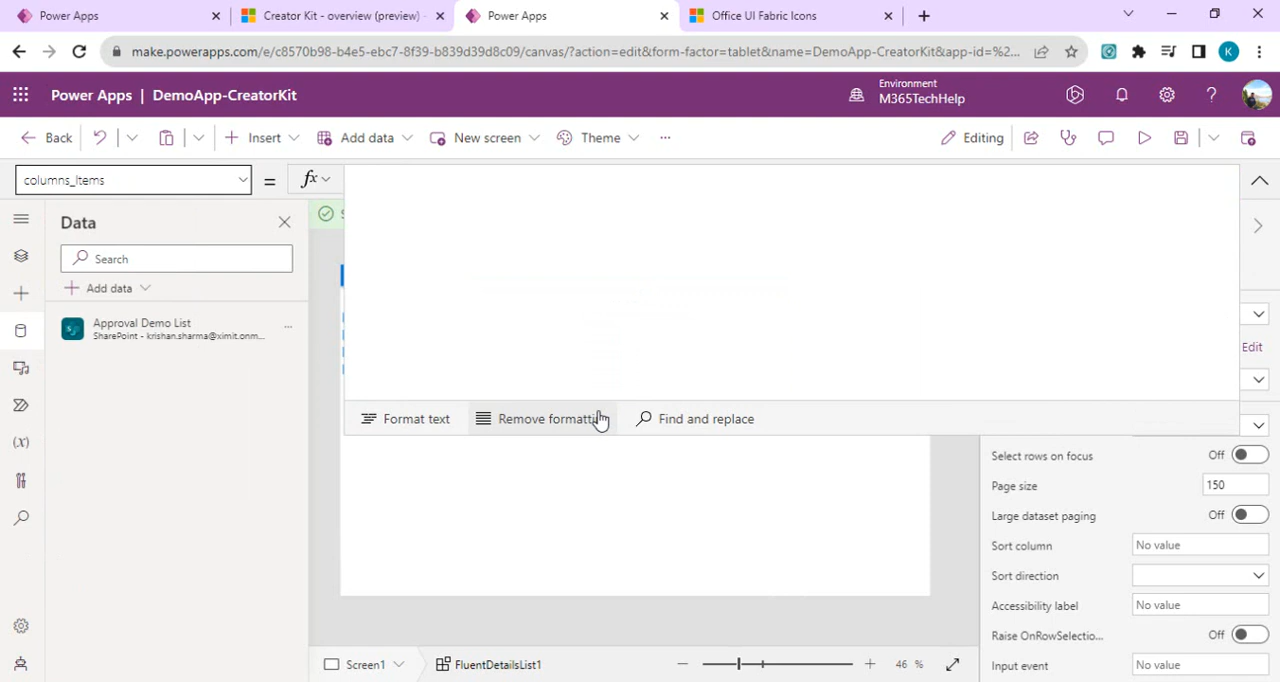 Power Apps
Creator Kit - overview (preview)
Power Apps
Office UI Fabric Icons
make.powerapps.com/e/c8570b98-b4e5-ebc7-8f39-b839d39d8c09/canvas/?action=edit&form-factor=tablet&name=DemoApp-CreatorKit&app-id=%2...
K
Power Apps | DemoApp-CreatorKit
Environment
M365TechHelp
Back
Insert
Add data
New screen
Theme
...
Editing
columns_Items
=
fx
Data
Search
Add data
Approval Demo List
SharePoint - krishan.sharma@ximit.onm...
...
(x)
Format text
Remove formattin
Find and replace
Edit
Select rows on focus
Off
Page size
150
Large dataset paging
Off
Sort column
No value
Sort direction
Accessibility label
No value
Raise OnRowSelectio...
Off
Input event
No value
Screen1
FluentDetailsList1
46 %